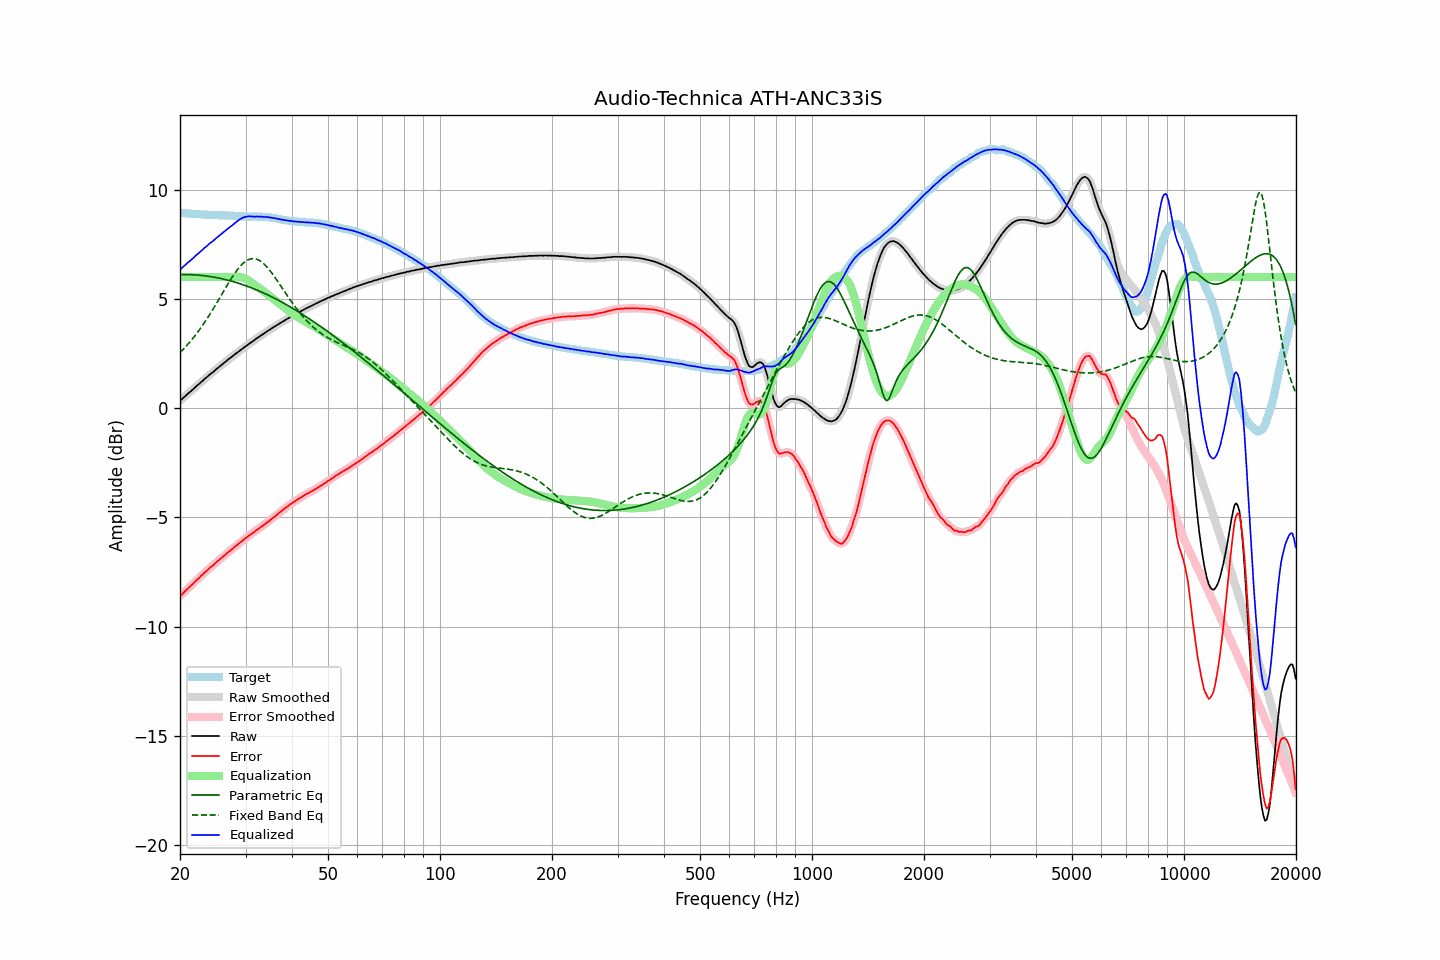 Audio-Technica ATH-ANC33iS
Amplitude (dBr)
10
5
0
−5
−10
−15
−20
Target
Raw Smoothed
Error Smoothed
Raw
Error
Equalization
Parametric Eq
Fixed Band Eq
Equalized
20 50 100 200 500 1000 2000 5000 10000 20000
Frequency (Hz)